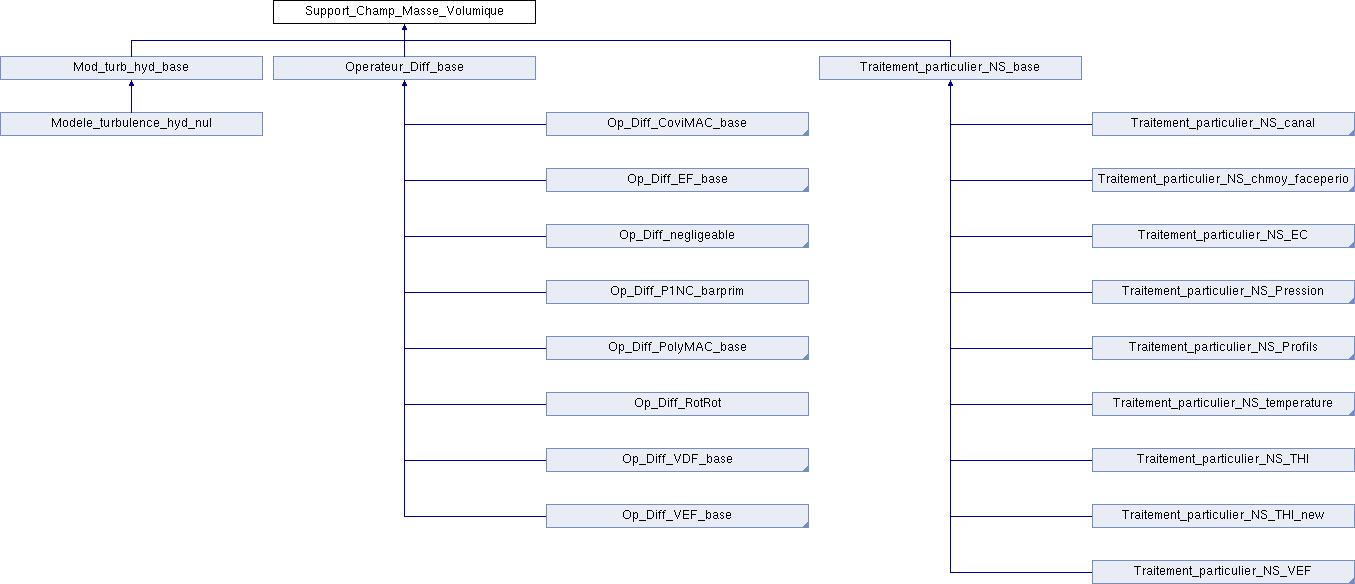 Support_Champ_Masse_Volumique
Mod_turb_hyd_base
Operateur_Diff_base
Traitement_particulier_NS_base
Modele_turbulence_hyd_nul
Op_Diff_CoviMAC_base
Traitement_particulier_NS_canal
Op_Diff_EF_base
Traitement_particulier_NS_chmoy_faceperio
Op_Diff_negligeable
Traitement_particulier_NS_EC
Op_Diff_P1NC_barprim
Traitement_particulier_NS_Pression
Op_Diff_PolyMAC_base
Traitement_particulier_NS_Profils
Op_Diff_RotRot
Traitement_particulier_NS_temperature
Op_Diff_VDF_base
Traitement_particulier_NS_THI
Op_Diff_VEF_base
Traitement_particulier_NS_THI_new
Traitement_particulier_NS_VEF